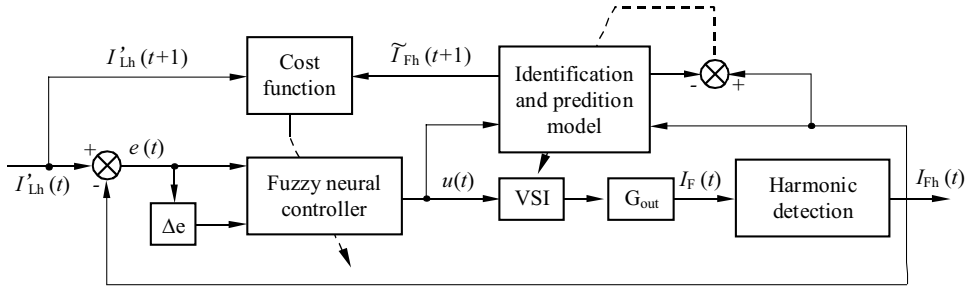 I'Lh (t+1)
Cost
function
ĨFh (t+1)
Identification
and predition
model
-
+
+
-
e (t)
I'Lh (t)
Δe
Fuzzy neural
controller
u(t)
VSI
Gout
IF (t)
Harmonic
detection
IFh (t)